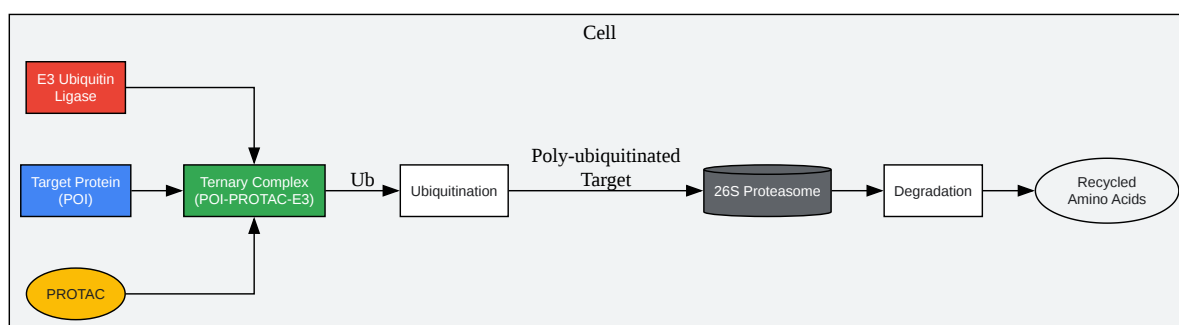 Cell
E3 Ubiquitin
Ligase
Target Protein
(POI)
PROTAC
Ternary Complex
(POI-PROTAC-E3)
Ub
Ubiquitination
Poly-ubiquitinated
Target
26S Proteasome
Degradation
Recycled
Amino Acids